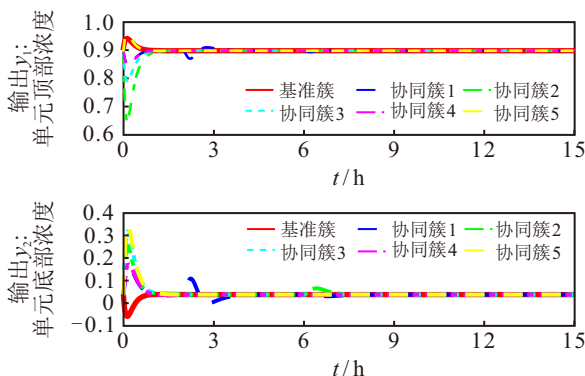 输出y₁:
单元顶部浓度
1.0
0.9
0.8
0.7
0.6
基准簇 协同簇1 协同簇2
协同簇3 协同簇4 协同簇5
0 3 6 9 12 15
t/h
输出y₂:
单元底部浓度
0.4
0.3
0.2
0.1
0
−0.1
基准簇 协同簇1 协同簇2
协同簇3 协同簇4 协同簇5
0 3 6 9 12 15
t/h